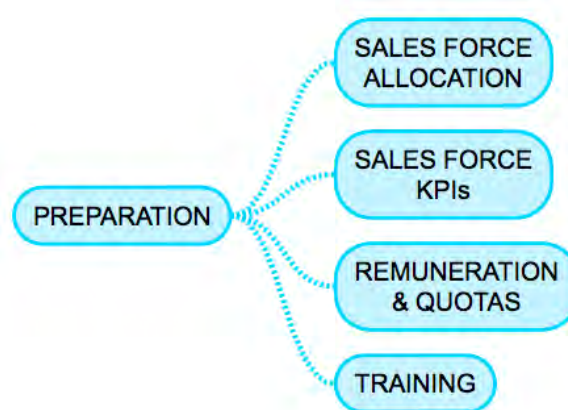 SALES FORCE
ALLOCATION
SALES FORCE
KPIs
PREPARATION
REMUNERATION
& QUOTAS
TRAINING